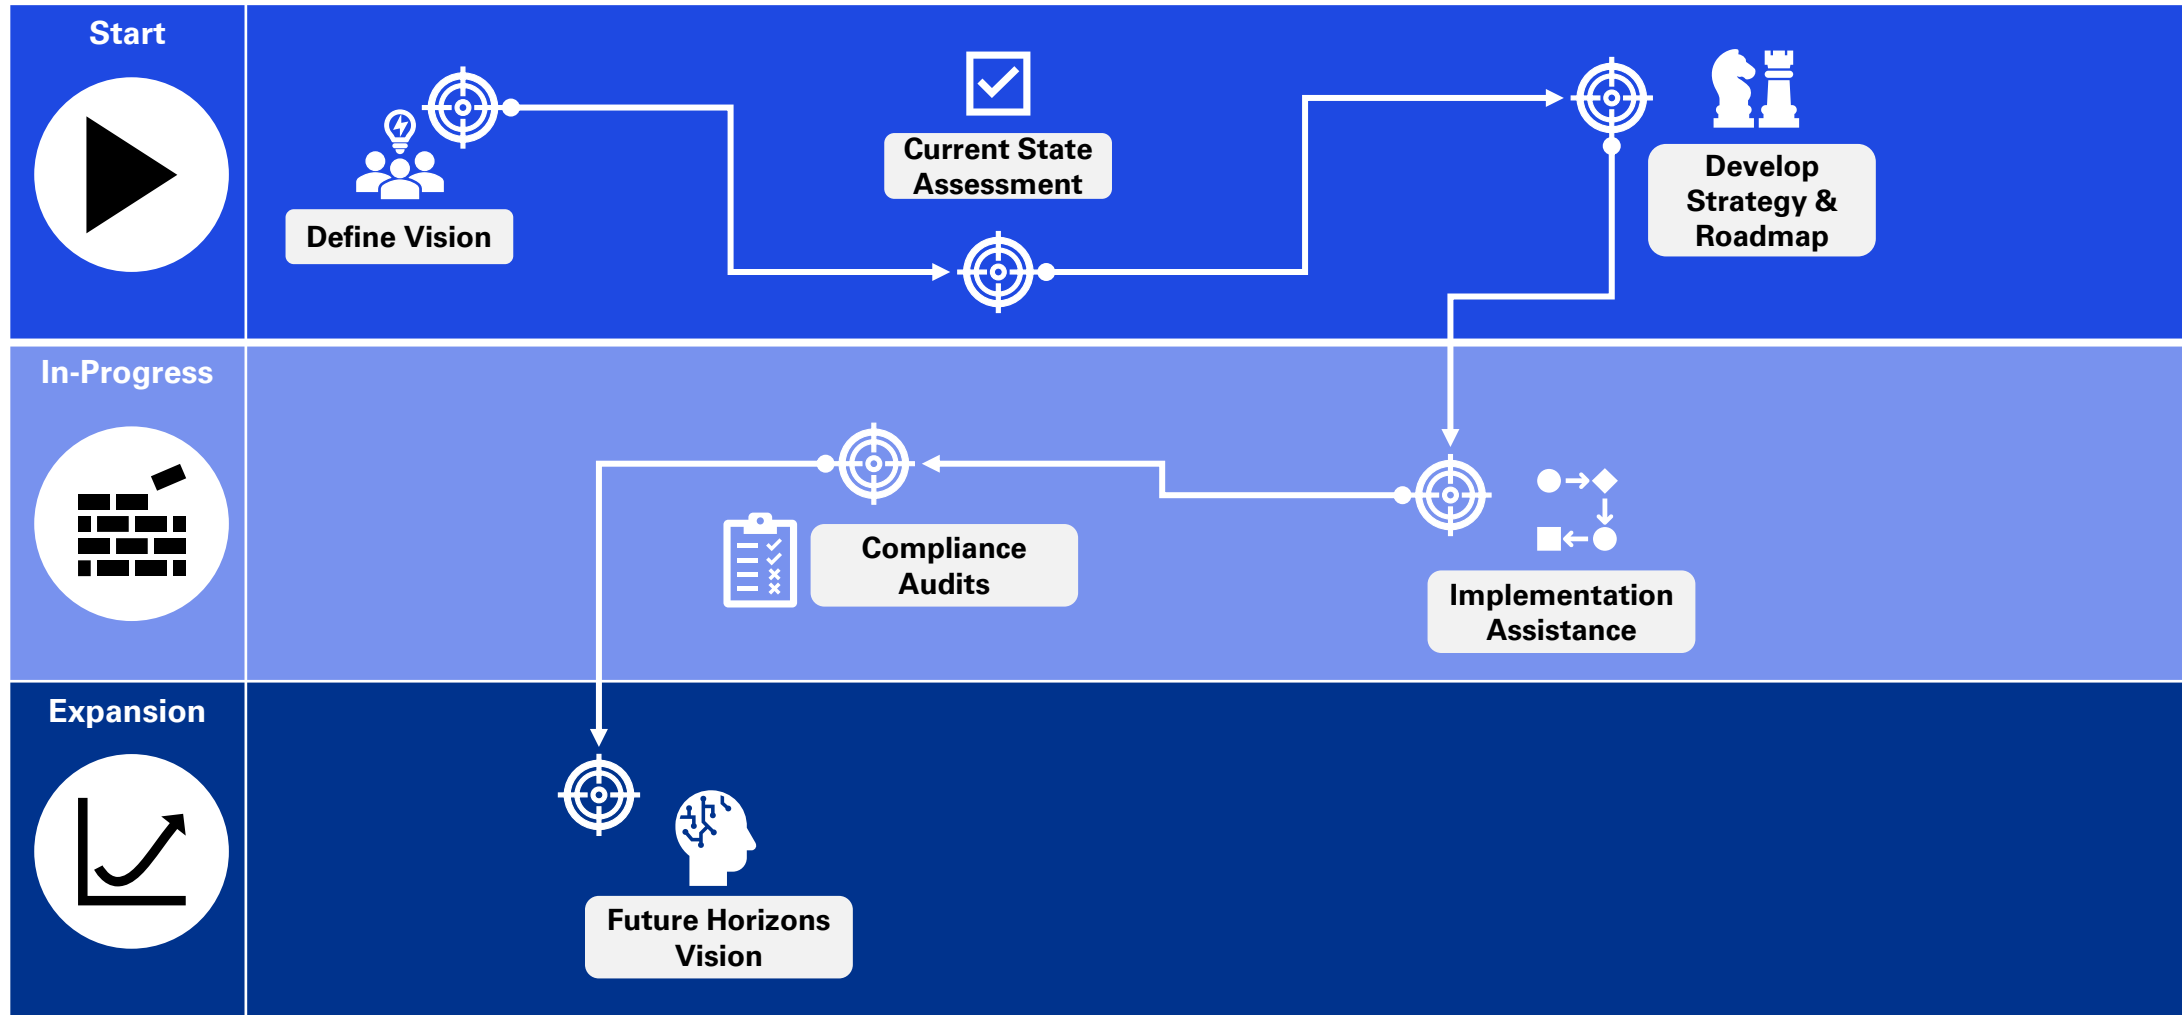 Start
Define Vision
Current State
Assessment
Develop
Strategy &
Roadmap
In-Progress
Compliance
Audits
Implementation
Assistance
Expansion
Future Horizons
Vision